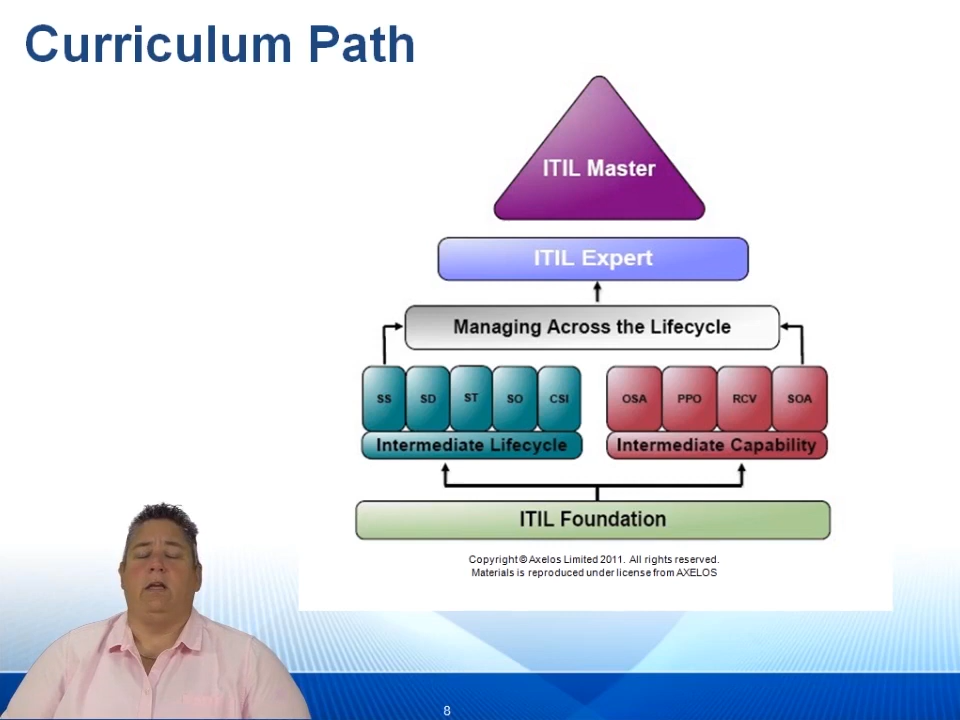 Curriculum Path
ITIL Master
ITIL Expert
Managing Across the Lifecycle
SS SD ST SO CSI
OSA PPO RCV SOA
Intermediate Lifecycle
Intermediate Capability
ITIL Foundation
Copyright © Axelos Limited 2011. All rights reserved.
Materials is reproduced under license from AXELOS
8